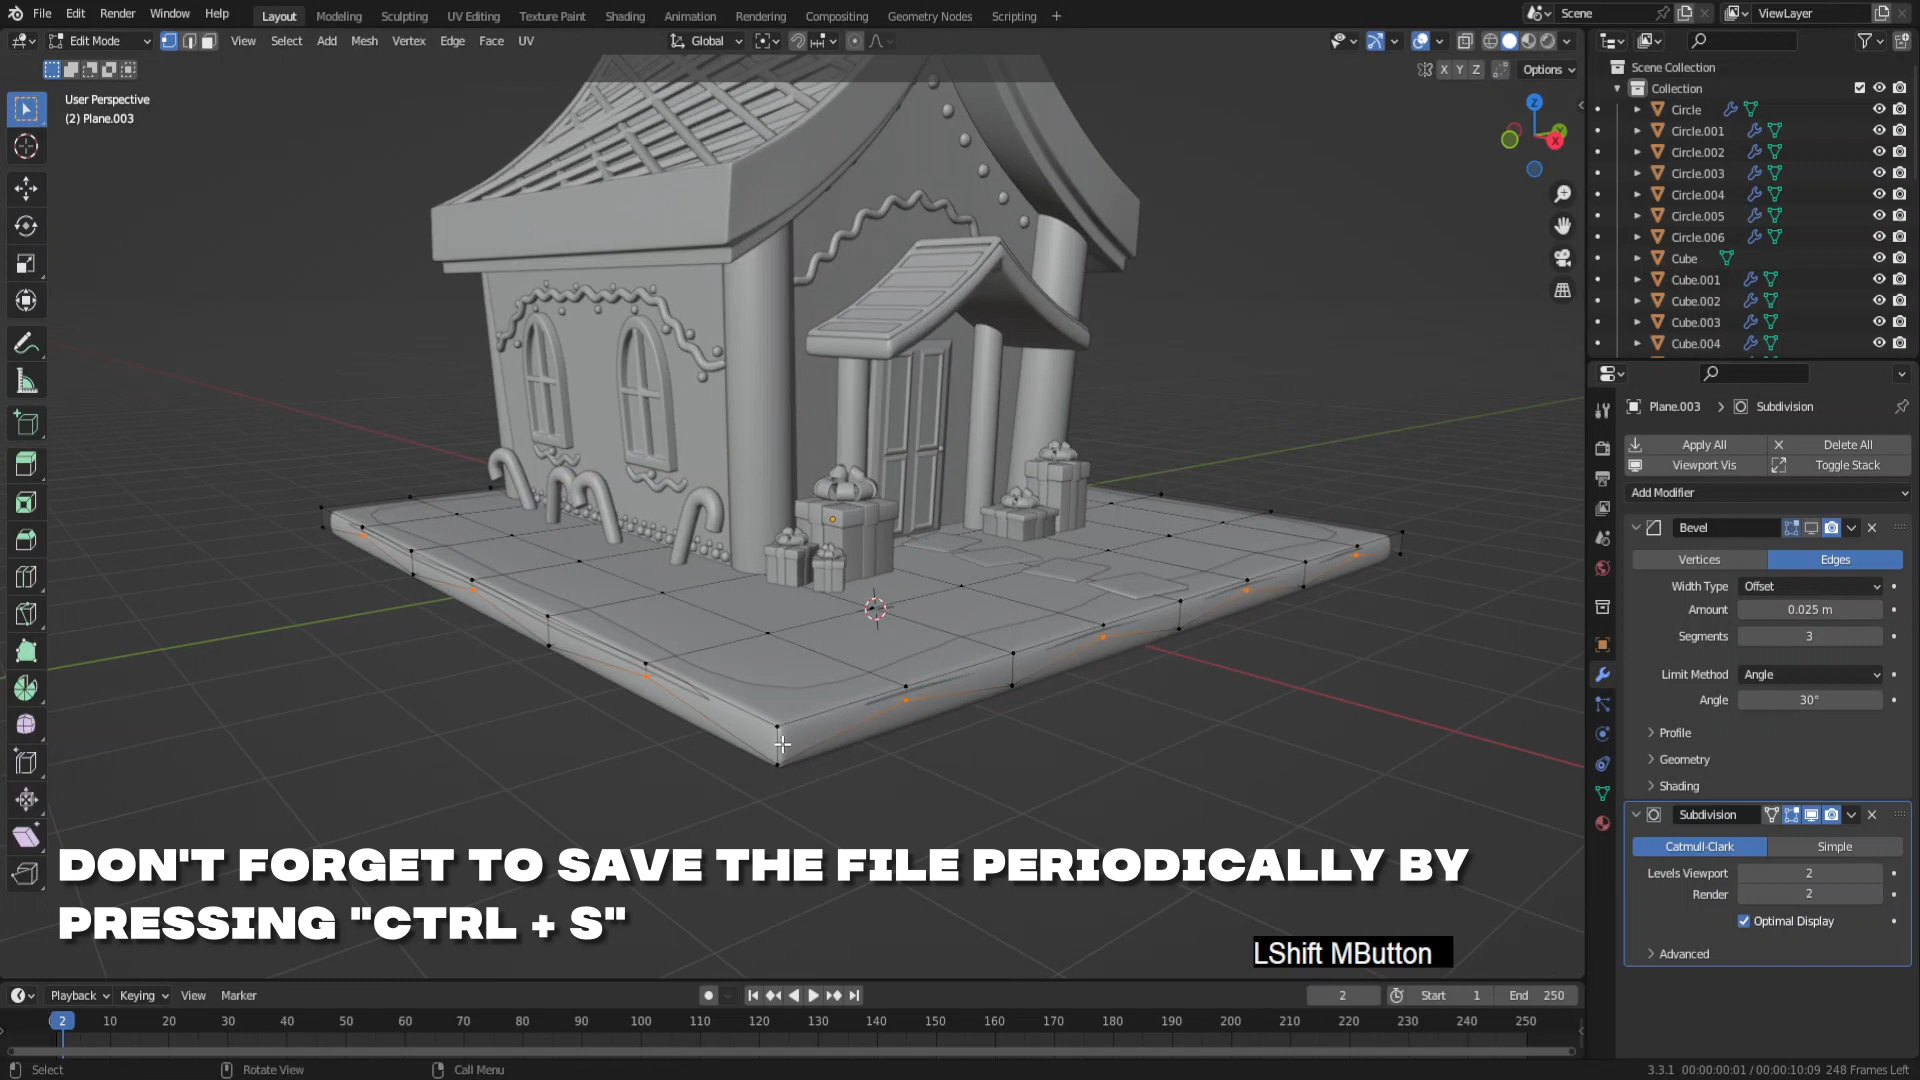 File Edit Render Window Help Layout Modeling Sculpting UV Editing Texture Paint Shading Animation Rendering Compositing Geometry Nodes Scripting + Scene ViewLayer
Edit Mode View Select Add Mesh Vertex Edge Face UV Global
X Y Z Options
User Perspective
(2) Plane.003
Z
Y
X
Scene Collection
Collection
Circle
Circle.001
Circle.002
Circle.003
Circle.004
Circle.005
Circle.006
Cube
Cube.001
Cube.002
Cube.003
Cube.004
Plane.003 > Subdivision
Apply All Delete All
Viewport Vis Toggle Stack
Add Modifier
Bevel
Vertices Edges
Width Type Offset
Amount 0.025 m
Segments 3
Limit Method Angle
Angle 30°
Profile
Geometry
Shading
Subdivision
Catmull-Clark Simple
Levels Viewport 2
Render 2
Optimal Display
Advanced
DON'T FORGET TO SAVE THE FILE PERIODICALLY BY
PRESSING "CTRL + S"
LShift MButton
Playback Keying View Marker 2 Start 1 End 250
2 10 20 30 40 50 60 70 80 90 100 110 120 130 140 150 160 170 180 190 200 210 220 230 240 250
Select Rotate View Call Menu 3.3.1 00:00:00:01 / 00:00:10:09 248 Frames Left